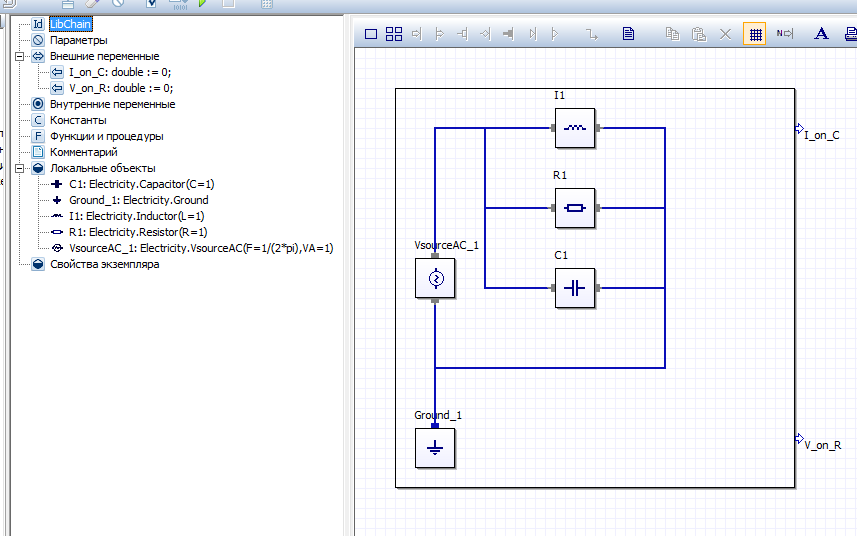 LibChain
Параметры
Внешние переменные
I_on_C: double := 0;
V_on_R: double := 0;
Внутренние переменные
Константы
Функции и процедуры
Комментарий
Локальные объекты
C1: Electricity.Capacitor(C=1)
Ground_1: Electricity.Ground
I1: Electricity.Inductor(L=1)
R1: Electricity.Resistor(R=1)
VsourceAC_1: Electricity.VsourceAC(F=1/(2*pi),VA=1)
Свойства экземпляра
I1
I_on_C
R1
VsourceAC_1
C1
Ground_1
V_on_R